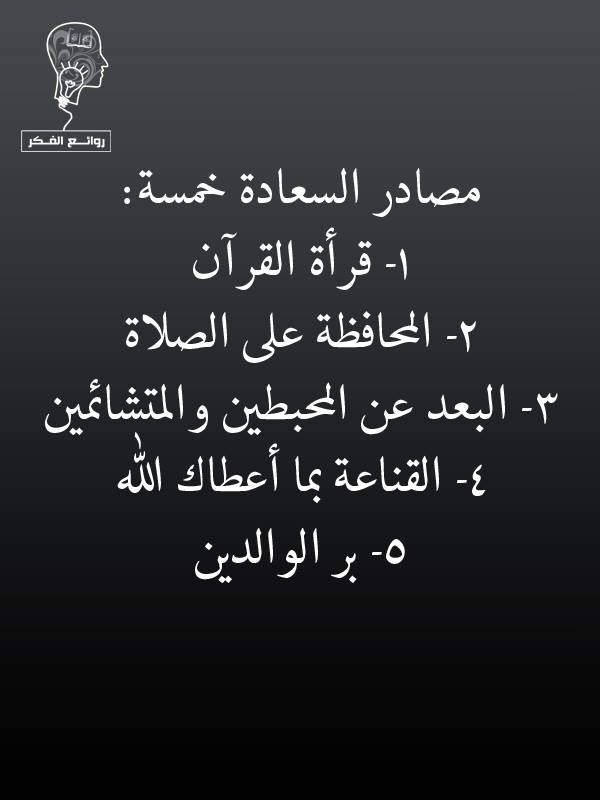 روائع الفكر
مصادر السعادة خمسة:
١- قرأة القرآن
٢- المحافظة على الصلاة
٣- البعد عن المحبطين والمتشائمين
٤- القناعة بما أعطاك الله
٥- بر الوالدين